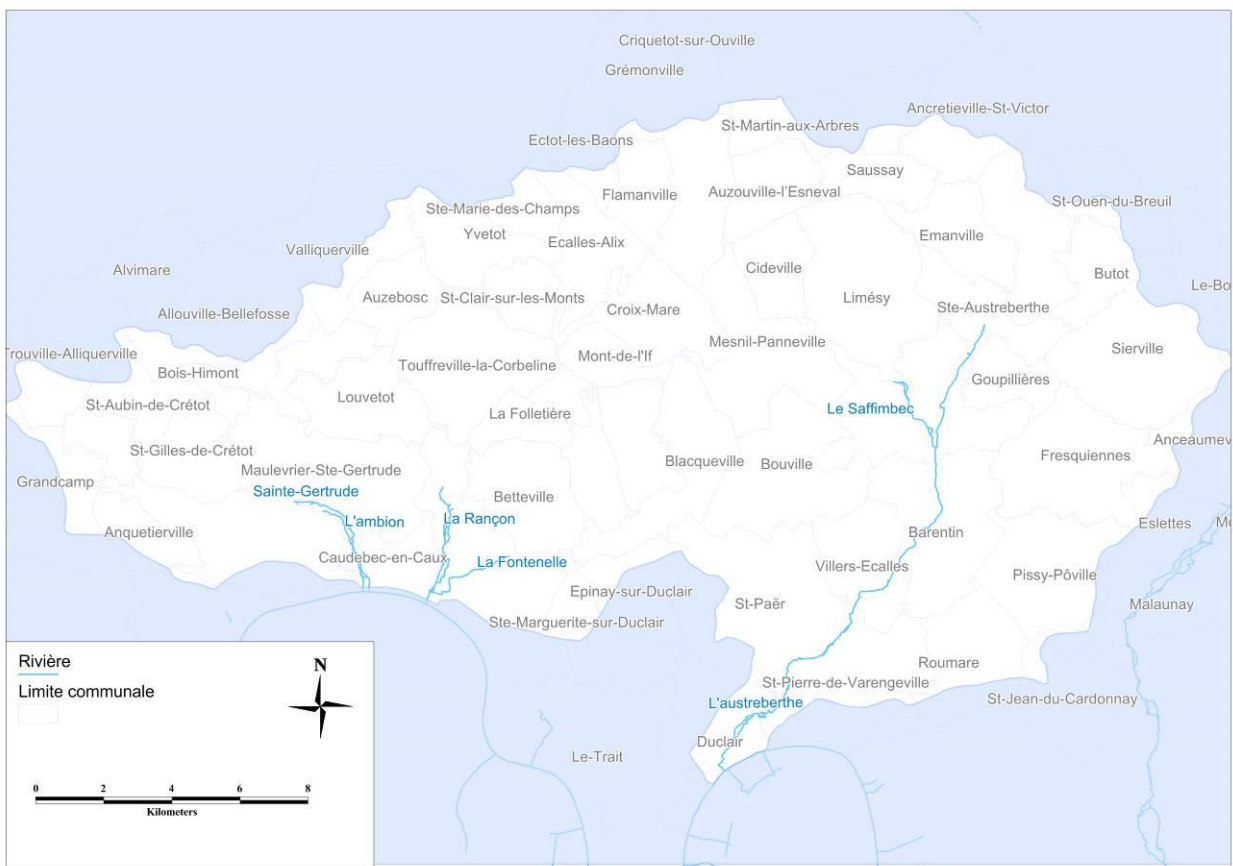 Criquetot-sur-Ouville
Grémonville
Ancretieville-St-Victor
St-Martin-aux-Arbres
Ectot-les-Baons
Saussay
Flamanville
Auzouville-l'Esneval
St-Ouen-du-Breuil
Ste-Marie-des-Champs
Yvetot
Ecalles-Alix
Emanville
Valliquerville
Alvimare
Cideville
Butot
Le-Bo
Auzebosc
St-Clair-sur-les-Monts
Limésy
Croix-Mare
Ste-Austreberthe
Allouville-Bellefosse
Mesnil-Panneville
Sierville
Trouville-Alliquerville
Mont-de-l'If
Touffreville-la-Corbeline
Bois-Himont
Goupillières
Louvetot
St-Aubin-de-Crétot
La Folletière
Le Saffimbec
Anceaumev
St-Gilles-de-Crétot
Fresquiennes
Blacqueville
Bouville
Maulevrier-Ste-Gertrude
Grandcamp
Sainte-Gertrude
Betteville
L'ambion
La Rançon
Eslettes
Me
Anquetierville
Barentin
Caudebec-en-Caux
La Fontenelle
Villers-Ecalles
Pissy-Pôville
Epinay-sur-Duclair
St-Paër
Malaunay
Ste-Marguerite-sur-Duclair
Roumare
St-Pierre-de-Varengeville
St-Jean-du-Cardonnay
L'austreberthe
Duclair
Le-Trait
Rivière
Limite communale
N
0 2 4 6 8
Kilometers